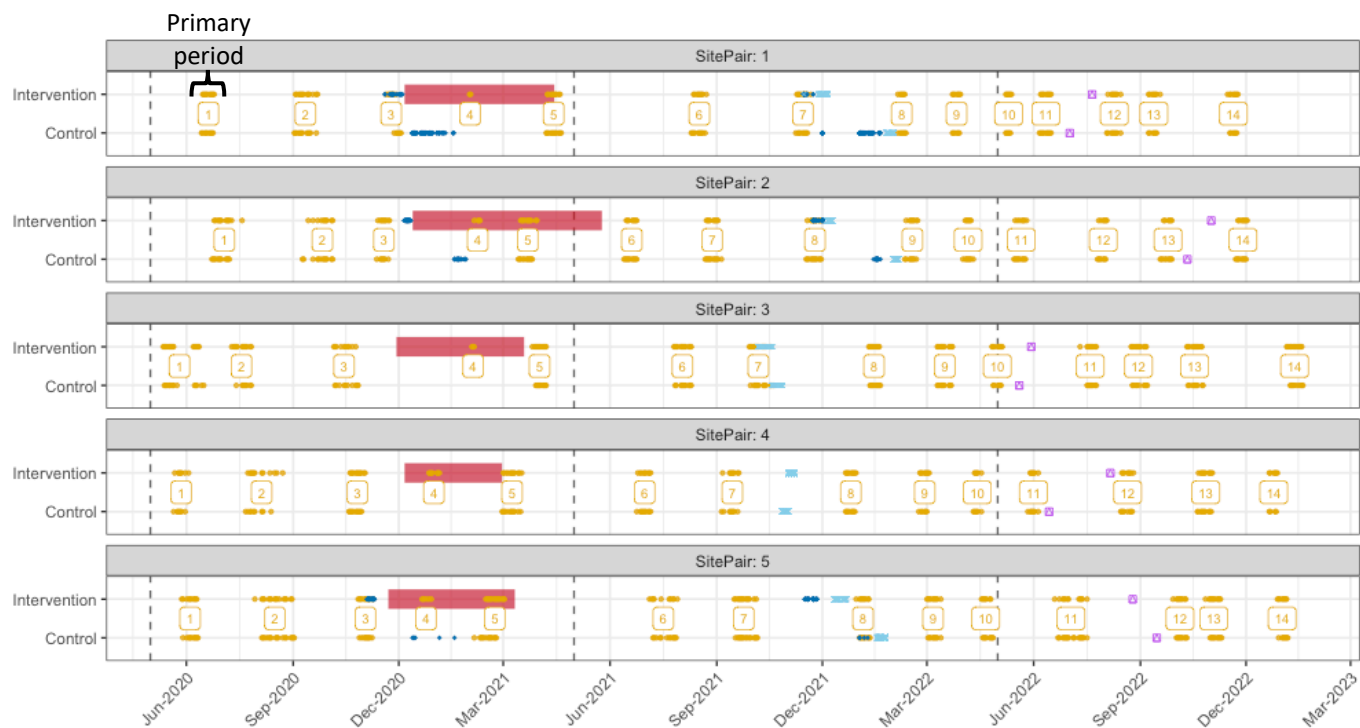 Primary
period
SitePair: 1
Intervention
1 2 3 4 5 6 7 8 9 10 11 12 13 14
Control
SitePair: 2
Intervention
1 2 3 4 5 6 7 8 9 10 11 12 13 14
Control
SitePair: 3
Intervention
1 2 3 4 5 6 7 8 9 10 11 12 13 14
Control
SitePair: 4
Intervention
1 2 3 4 5 6 7 8 9 10 11 12 13 14
Control
SitePair: 5
Intervention
1 2 3 4 5 6 7 8 9 10 11 12 13 14
Control
Jun-2020 Sep-2020 Dec-2020 Mar-2021 Jun-2021 Sep-2021 Dec-2021 Mar-2022 Jun-2022 Sep-2022 Dec-2022 Mar-2023